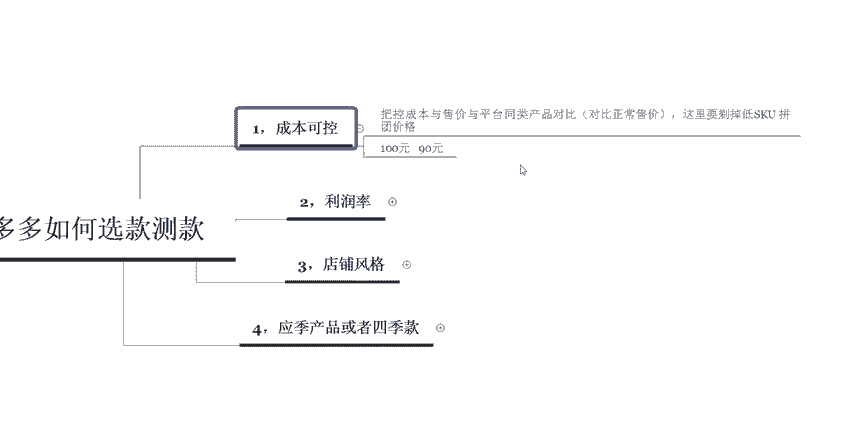 把控成本与售价与平台同类产品对比（对比正常售价），这里要剔掉低SKU 拼
团价格
1，成本可控
100元 90元
2，利润率
多多如何选款测款
3，店铺风格
4，应季产品或者四季款